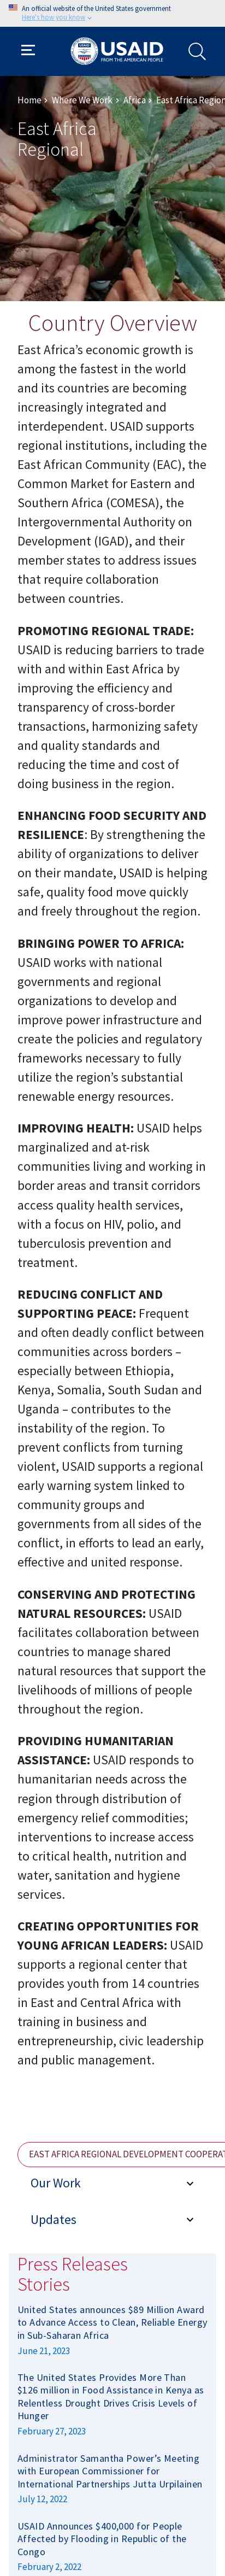 An official website of the United States government
Here's how you know
USAID
FROM THE AMERICAN PEOPLE
Home > Where We Work > Africa > East Africa Region
East Africa
Regional
Country Overview
East Africa’s economic growth is
among the fastest in the world
and its countries are becoming
increasingly integrated and
interdependent. USAID supports
regional institutions, including the
East African Community (EAC), the
Common Market for Eastern and
Southern Africa (COMESA), the
Intergovernmental Authority on
Development (IGAD), and their
member states to address issues
that require collaboration
between countries.
PROMOTING REGIONAL TRADE:
USAID is reducing barriers to trade
with and within East Africa by
improving the efficiency and
transparency of cross-border
transactions, harmonizing safety
and quality standards and
reducing the time and cost of
doing business in the region.
ENHANCING FOOD SECURITY AND
RESILIENCE: By strengthening the
ability of organizations to deliver
on their mandate, USAID is helping
safe, quality food move quickly
and freely throughout the region.
BRINGING POWER TO AFRICA:
USAID works with national
governments and regional
organizations to develop and
improve power infrastructure and
create the policies and regulatory
frameworks necessary to fully
utilize the region’s substantial
renewable energy resources.
IMPROVING HEALTH: USAID helps
marginalized and at-risk
communities living and working in
border areas and transit corridors
access quality health services,
with a focus on HIV, polio, and
tuberculosis prevention and
treatment.
REDUCING CONFLICT AND
SUPPORTING PEACE: Frequent
and often deadly conflict between
communities across borders –
especially between Ethiopia,
Kenya, Somalia, South Sudan and
Uganda – contributes to the
instability of the region. To
prevent conflicts from turning
violent, USAID supports a regional
early warning system linked to
community groups and
governments from all sides of the
conflict, in efforts to lead an early,
effective and united response.
CONSERVING AND PROTECTING
NATURAL RESOURCES: USAID
facilitates collaboration between
countries to manage shared
natural resources that support the
livelihoods of millions of people
throughout the region.
PROVIDING HUMANITARIAN
ASSISTANCE: USAID responds to
humanitarian needs across the
region through distribution of
emergency relief commodities;
interventions to increase access
to critical health, nutrition and
water, sanitation and hygiene
services.
CREATING OPPORTUNITIES FOR
YOUNG AFRICAN LEADERS: USAID
supports a regional center that
provides youth from 14 countries
in East and Central Africa with
training in business and
entrepreneurship, civic leadership
and public management.
EAST AFRICA REGIONAL DEVELOPMENT COOPERAT
Our Work
Updates
Press Releases
Stories
United States announces $89 Million Award
to Advance Access to Clean, Reliable Energy
in Sub-Saharan Africa
June 21, 2023
The United States Provides More Than
$126 million in Food Assistance in Kenya as
Relentless Drought Drives Crisis Levels of
Hunger
February 27, 2023
Administrator Samantha Power’s Meeting
with European Commissioner for
International Partnerships Jutta Urpilainen
July 12, 2022
USAID Announces $400,000 for People
Affected by Flooding in Republic of the
Congo
February 2, 2022